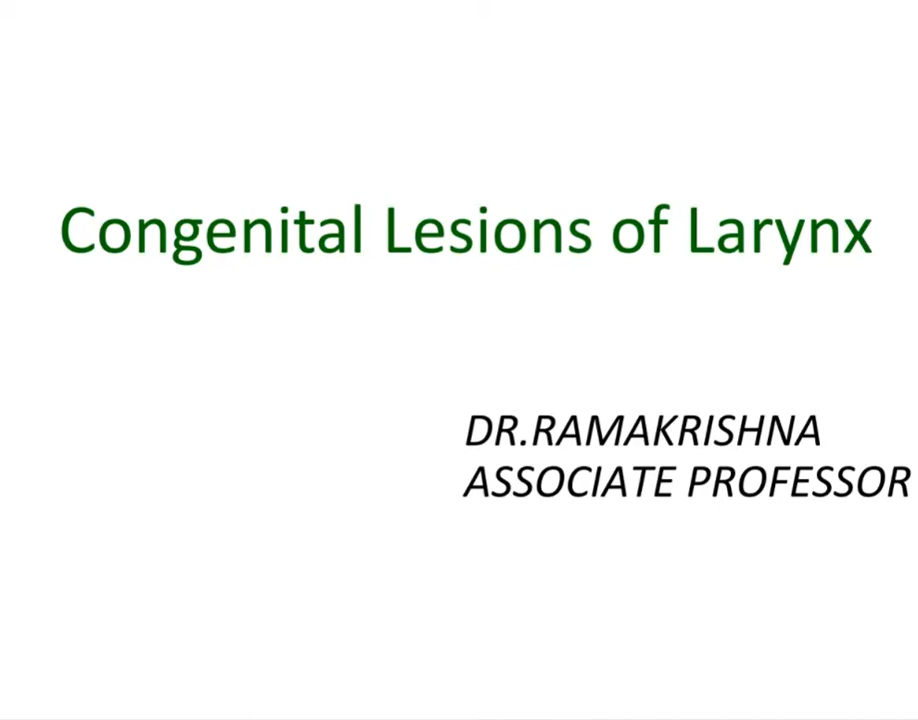 Congenital Lesions of Larynx
DR.RAMAKRISHNA
ASSOCIATE PROFESSOR